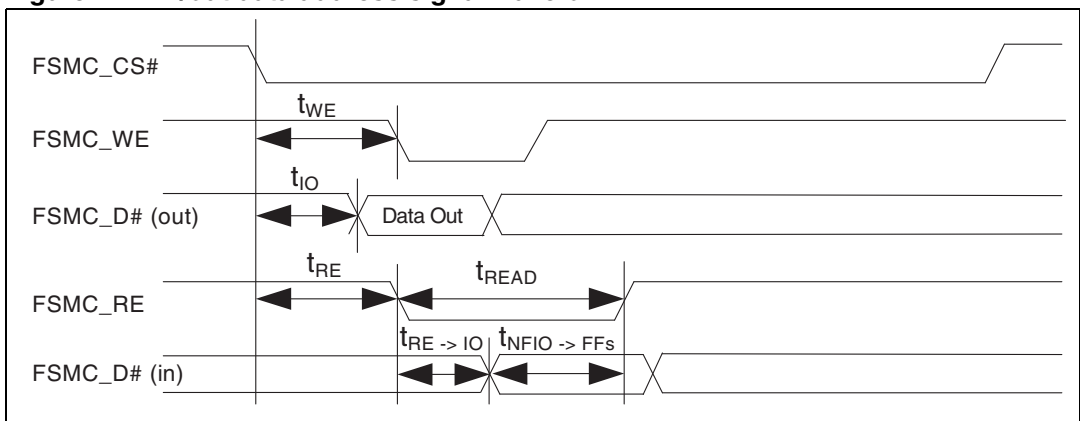 FSMC_CS#
tWE
FSMC_WE
tIO
FSMC_D# (out)
Data Out
tRE
tREAD
FSMC_RE
tRE -> IO
tNFIO -> FFs
FSMC_D# (in)